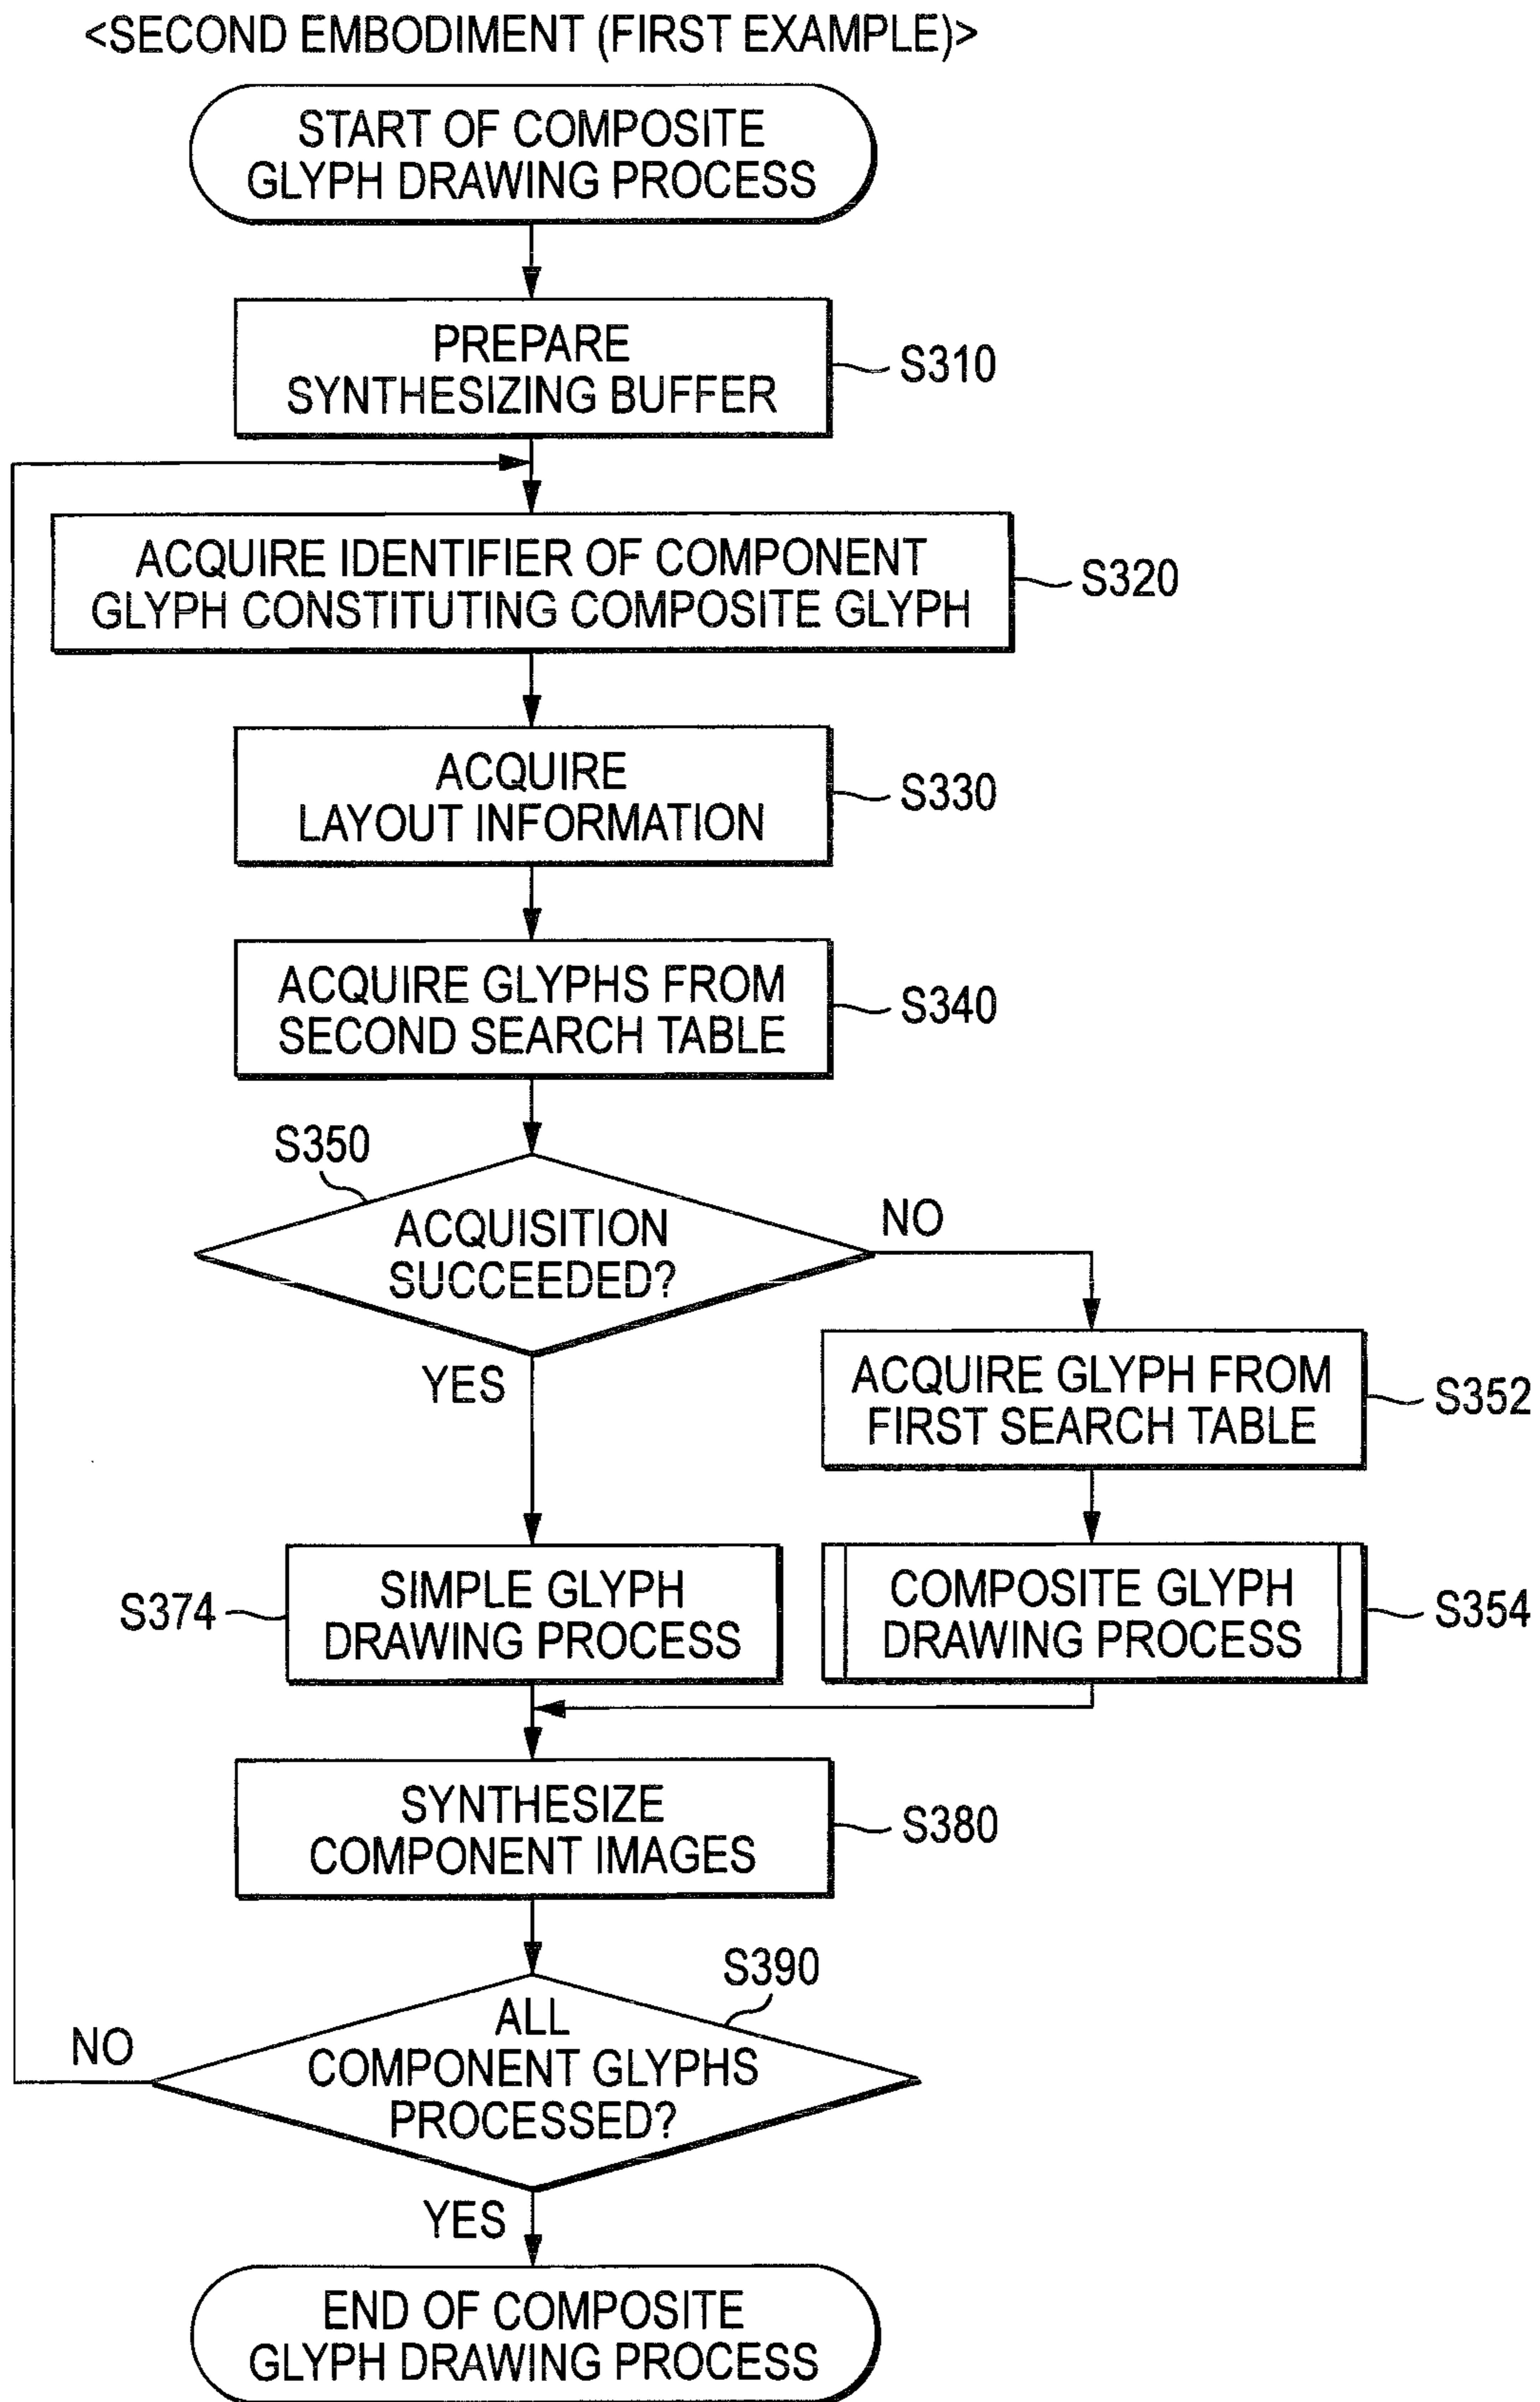 <SECOND EMBODIMENT (FIRST EXAMPLE)>
START OF COMPOSITE
GLYPH DRAWING PROCESS
PREPARE
SYNTHESIZING BUFFER
S310
ACQUIRE IDENTIFIER OF COMPONENT
GLYPH CONSTITUTING COMPOSITE GLYPH
S320
ACQUIRE
LAYOUT INFORMATION
S330
ACQUIRE GLYPHS FROM
SECOND SEARCH TABLE
S340
S350
ACQUISITION
SUCCEEDED?
NO
YES
ACQUIRE GLYPH FROM
FIRST SEARCH TABLE
S352
S374
SIMPLE GLYPH
DRAWING PROCESS
COMPOSITE GLYPH
DRAWING PROCESS
S354
SYNTHESIZE
COMPONENT IMAGES
S380
S390
ALL
COMPONENT GLYPHS
PROCESSED?
NO
YES
END OF COMPOSITE
GLYPH DRAWING PROCESS